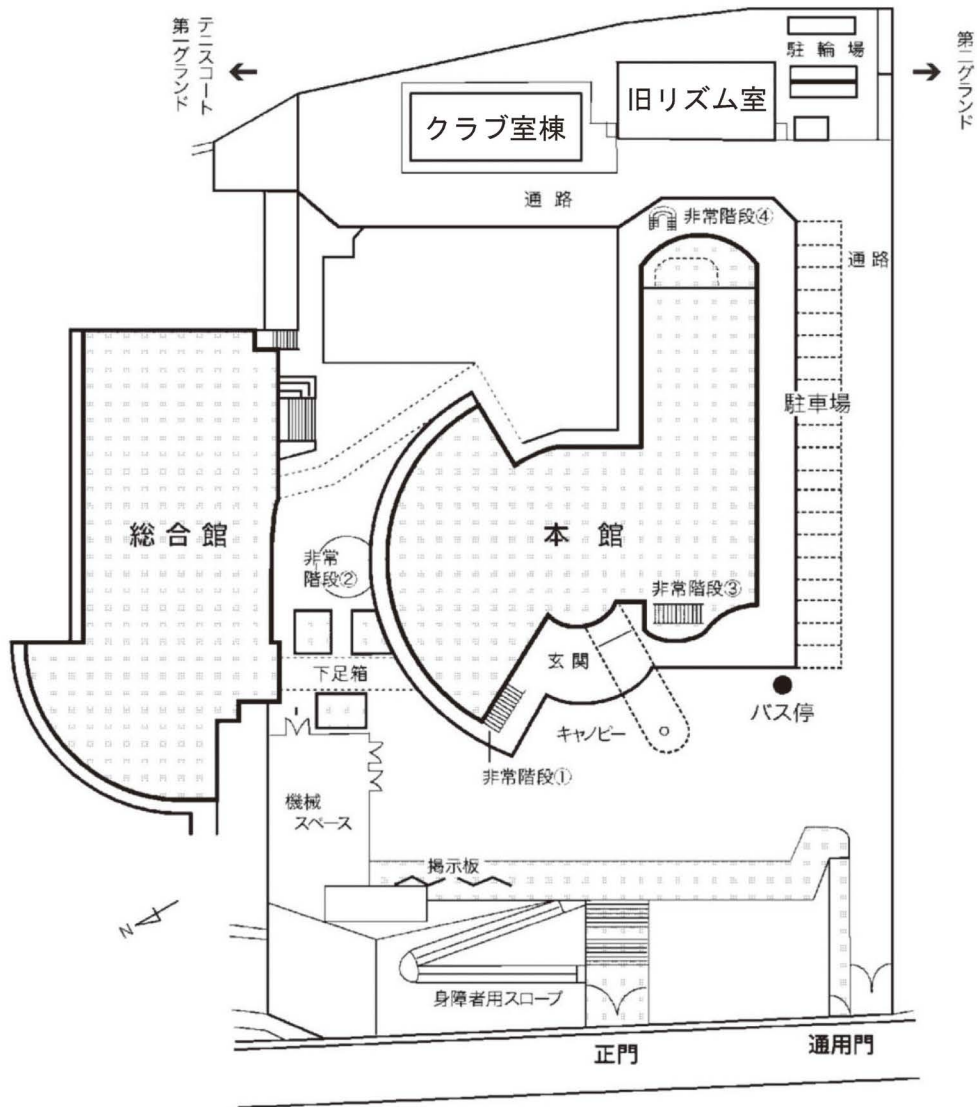 テニスコート
第一グランド
←
駐輪場
→
第二グランド
クラブ室棟
旧リズム室
通路
非常階段④
通路
駐車場
総合館
本館
非常
階段②
非常階段③
下足箱
玄関
バス停
キャノピー
非常階段①
機械
スペース
掲示板
N
身障者用スロープ
正門
通用門